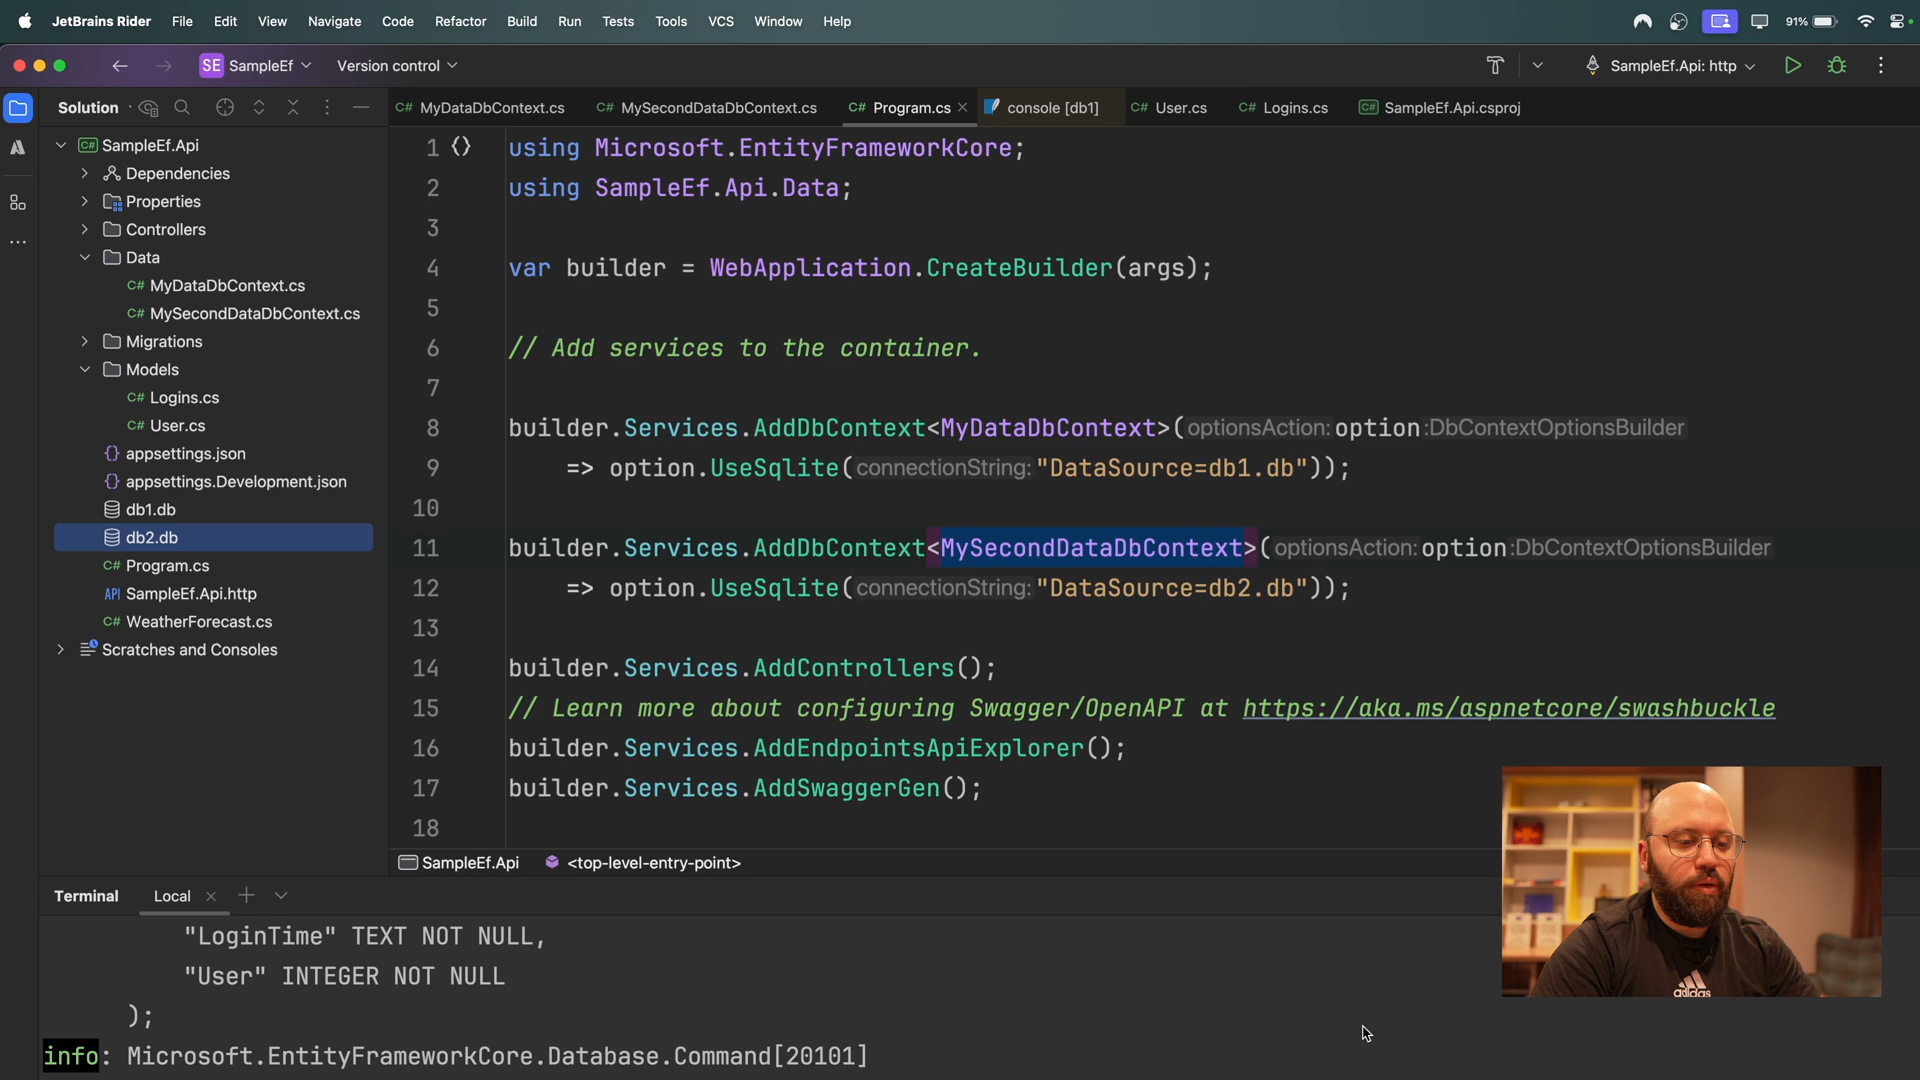 JetBrains Rider File Edit View Navigate Code Refactor Build Run Tests Tools VCS Window Help 91%
SE SampleEf Version control SampleEf.Api: http
Solution
MyDataDbContext.cs
MySecondDataDbContext.cs
Program.cs
console [db1]
User.cs
Logins.cs
SampleEf.Api.csproj
SampleEf.Api
Dependencies
Properties
Controllers
Data
C# MyDataDbContext.cs
C# MySecondDataDbContext.cs
Migrations
Models
C# Logins.cs
C# User.cs
{} appsettings.json
{} appsettings.Development.json
db1.db
db2.db
C# Program.cs
API SampleEf.Api.http
C# WeatherForecast.cs
Scratches and Consoles
1 using Microsoft.EntityFrameworkCore;
2 using SampleEf.Api.Data;
3
4 var builder = WebApplication.CreateBuilder(args);
5
6 // Add services to the container.
7
8 builder.Services.AddDbContext<MyDataDbContext>( optionsAction: option :DbContextOptionsBuilder
9 => option.UseSqlite( connectionString: "DataSource=db1.db"));
10
11 builder.Services.AddDbContext<MySecondDataDbContext>( optionsAction: option :DbContextOptionsBuilder
12 => option.UseSqlite( connectionString: "DataSource=db2.db"));
13
14 builder.Services.AddControllers();
15 // Learn more about configuring Swagger/OpenAPI at https://aka.ms/aspnetcore/swashbuckle
16 builder.Services.AddEndpointsApiExplorer();
17 builder.Services.AddSwaggerGen();
18
SampleEf.Api <top-level-entry-point>
Terminal Local
"LoginTime" TEXT NOT NULL,
"User" INTEGER NOT NULL
);
info: Microsoft.EntityFrameworkCore.Database.Command[20101]
adidas